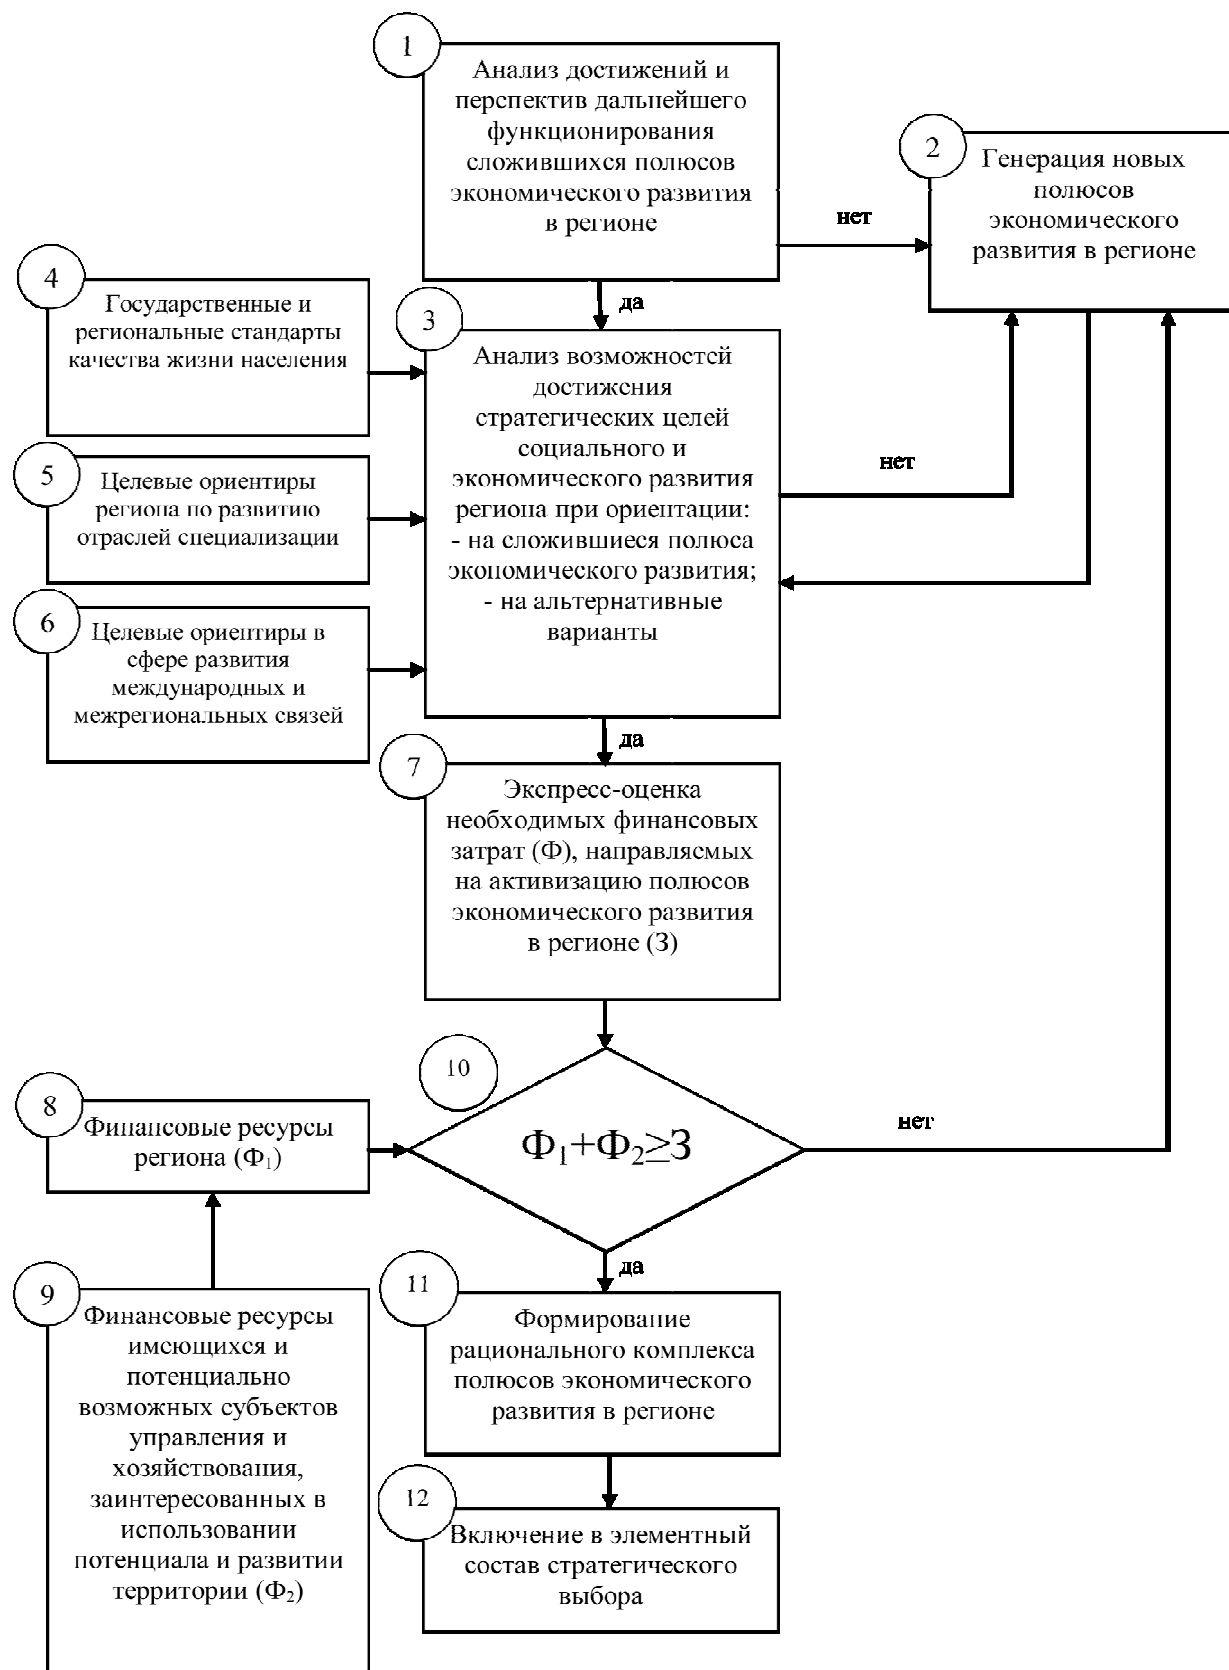 1
Анализ достижений и
перспектив дальнейшего
функционирования
сложившихся полюсов
экономического развития
в регионе
2
Генерация новых
полюсов
экономического
развития в регионе
нет
да
4
Государственные и
региональные стандарты
качества жизни населения
3
Анализ возможностей
достижения
стратегических целей
социального и
экономического развития
региона при ориентации:
- на сложившиеся полюса
экономического развития;
- на альтернативные
варианты
нет
5
Целевые ориентиры
региона по развитию
отраслей специализации
6
Целевые ориентиры в
сфере развития
международных и
межрегиональных связей
да
7
Экспресс-оценка
необходимых финансовых
затрат (Ф), направляемых
на активизацию полюсов
экономического развития
в регионе (З)
10
Ф₁+Ф₂≥З
нет
8
Финансовые ресурсы
региона (Ф₁)
да
9
Финансовые ресурсы
имеющихся и
потенциально
возможных субъектов
управления и
хозяйствования,
заинтересованных в
использовании
потенциала и развитии
территории (Ф₂)
11
Формирование
рационального комплекса
полюсов экономического
развития в регионе
12
Включение в элементный
состав стратегического
выбора